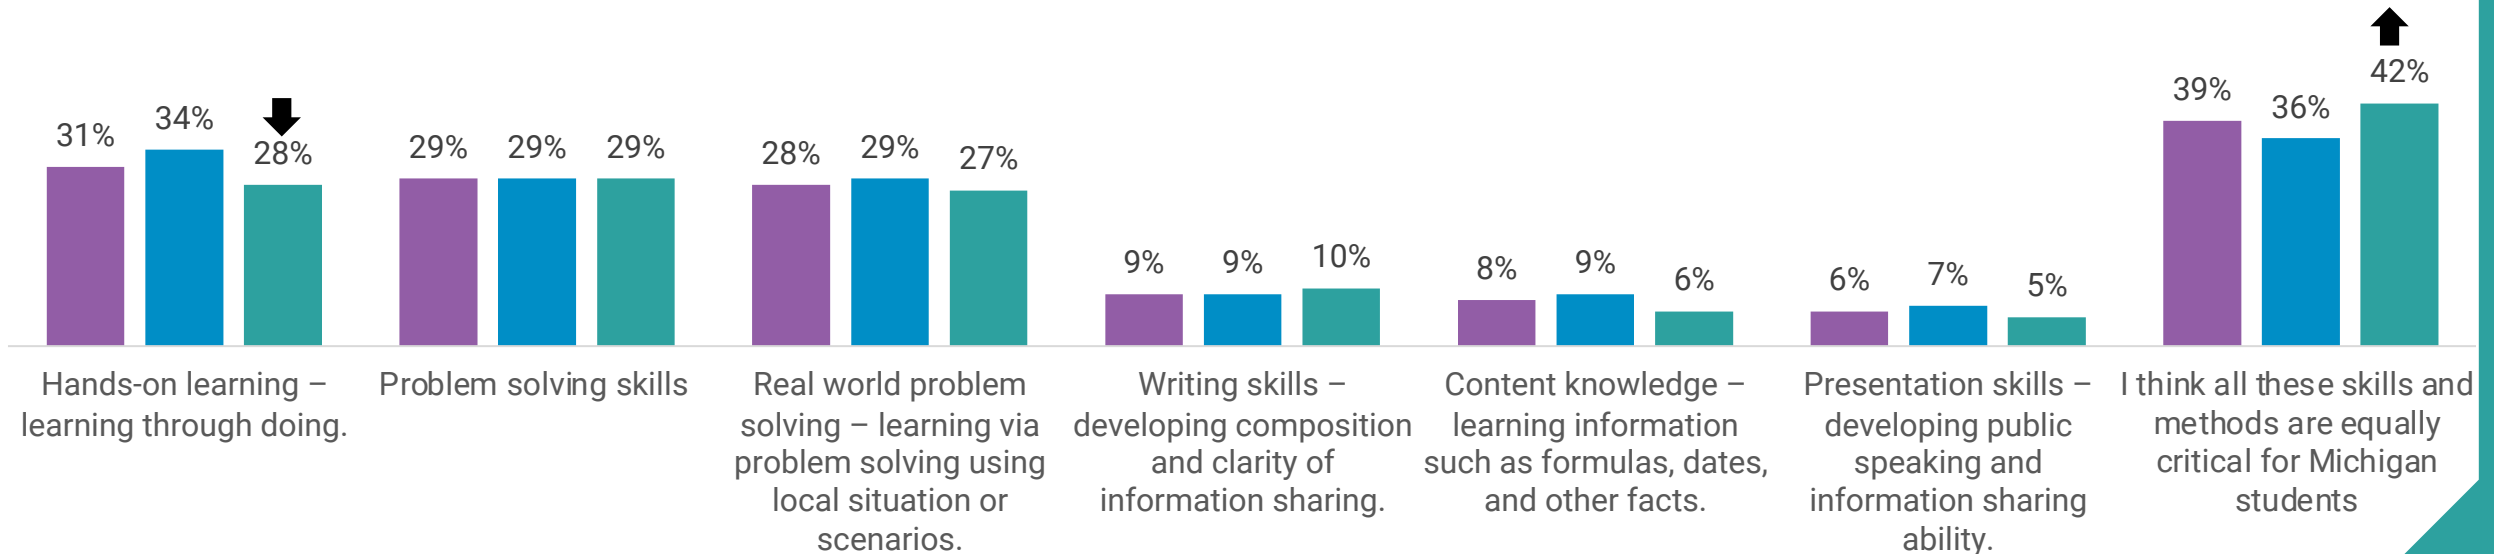 31% 34% 28%
29% 29% 29%
28% 29% 27%
9% 9% 10%
8% 9% 6%
6% 7% 5%
39% 36% 42%
Hands-on learning –
learning through doing.
Problem solving skills
Real world problem
solving – learning via
problem solving using
local situation or
scenarios.
Writing skills –
developing composition
and clarity of
information sharing.
Content knowledge –
learning information
such as formulas, dates,
and other facts.
Presentation skills –
developing public
speaking and
information sharing
ability.
I think all these skills and
methods are equally
critical for Michigan
students